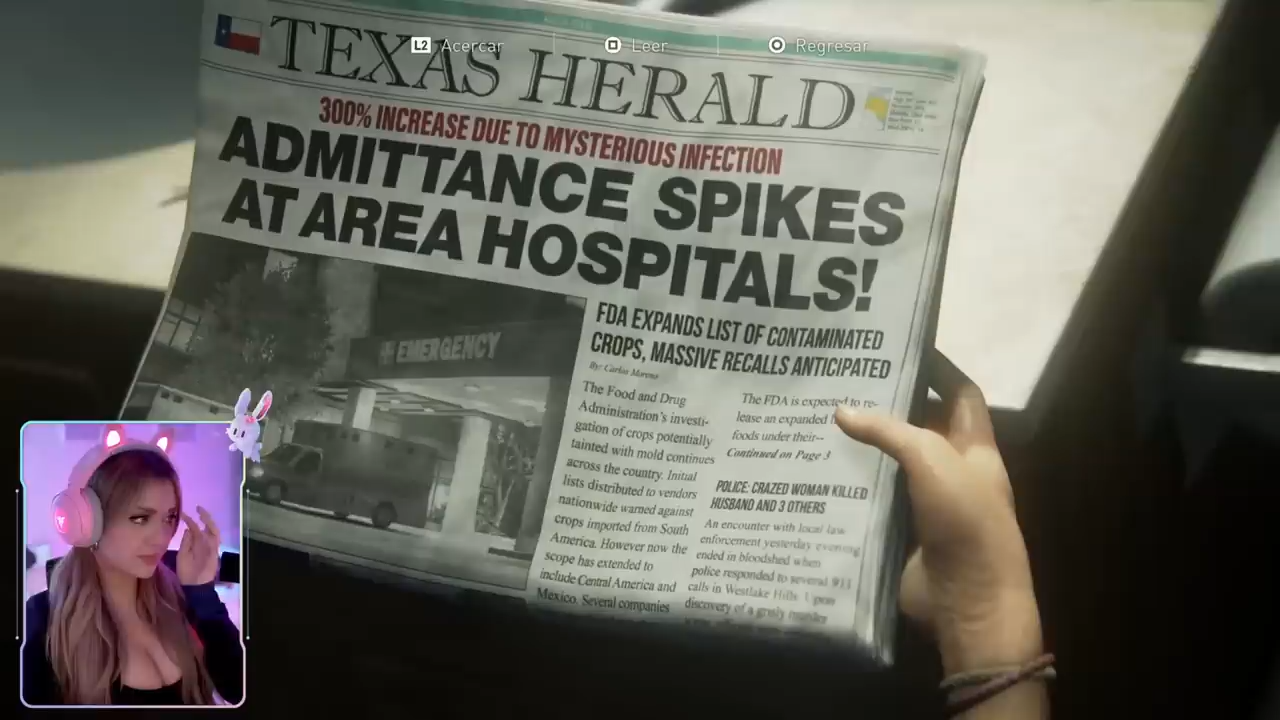 L2 Acercar
Leer
Regresar
TEXAS HERALD
300% INCREASE DUE TO MYSTERIOUS INFECTION
ADMITTANCE SPIKES
AT AREA HOSPITALS!
EMERGENCY
FDA EXPANDS LIST OF CONTAMINATED
CROPS, MASSIVE RECALLS ANTICIPATED
By: Carlos Moreno
The Food and Drug
Administration's investi-
gation of crops potentially
tainted with mold continues
across the country. Initial
lists distributed to vendors
nationwide warned against
crops imported from South
America. However now the
scope has extended to
include Central America and
Mexico. Several companies
The FDA is expected to re-
lease an expanded
foods under their--
Continued on Page 3
POLICE: CRAZED WOMAN KILLED
HUSBAND AND 3 OTHERS
An encounter with local law
enforcement yesterday evening
ended in bloodshed when
police responded to several 911
calls in Westlake Hills. Upon
discovery of a grisly murder